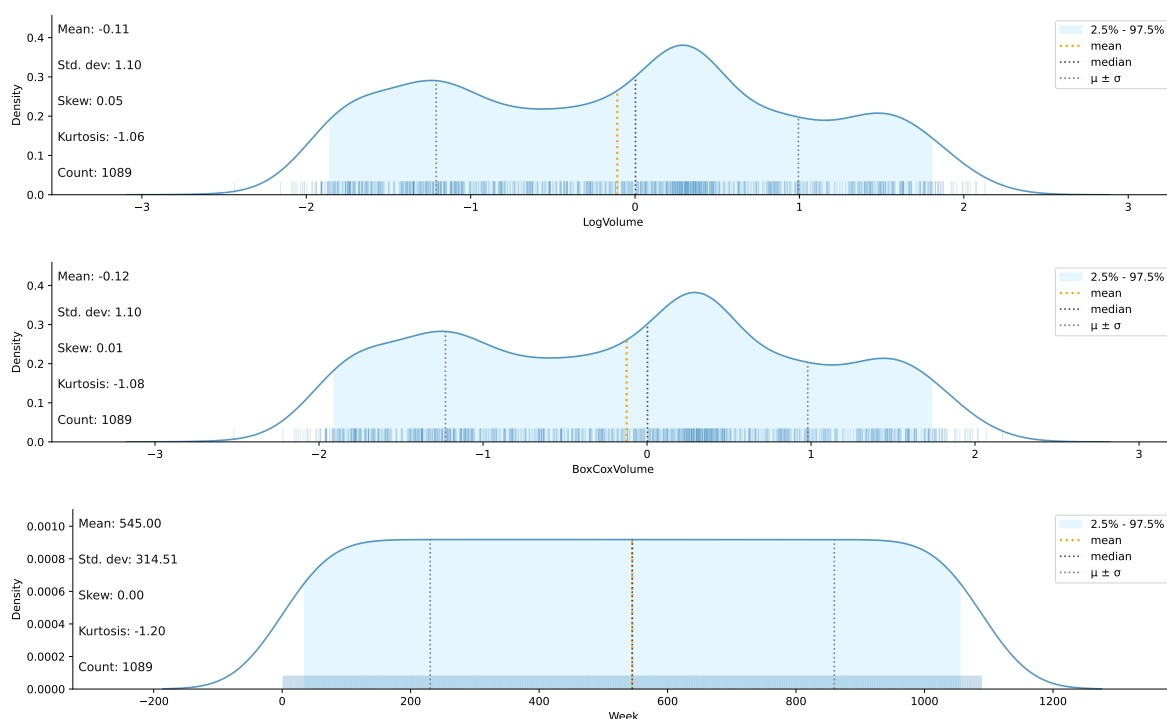 Mean: -0.11
Std. dev: 1.10
Skew: 0.05
Kurtosis: -1.06
Count: 1089
2.5% - 97.5%
mean
median
μ ± σ
Density
0.4
0.3
0.2
0.1
0.0
−3 −2 −1 0 1 2 3
LogVolume
Mean: -0.12
Std. dev: 1.10
Skew: 0.01
Kurtosis: -1.08
Count: 1089
2.5% - 97.5%
mean
median
μ ± σ
Density
0.4
0.3
0.2
0.1
0.0
−3 −2 −1 0 1 2 3
BoxCoxVolume
Mean: 545.00
Std. dev: 314.51
Skew: 0.00
Kurtosis: -1.20
Count: 1089
2.5% - 97.5%
mean
median
μ ± σ
Density
0.0010
0.0008
0.0006
0.0004
0.0002
0.0000
−200 0 200 400 600 800 1000 1200
Week